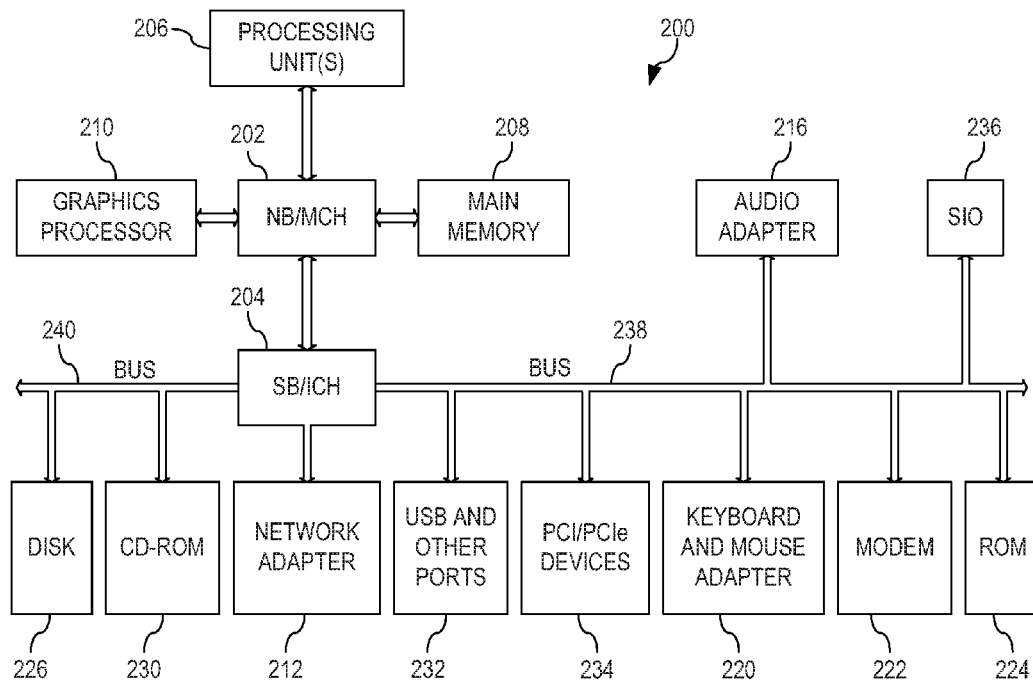 206
PROCESSING
UNIT(S)
200
210
202
208
216
236
GRAPHICS
PROCESSOR
NB/MCH
MAIN
MEMORY
AUDIO
ADAPTER
SIO
204
240
238
BUS
SB/ICH
BUS
DISK
CD-ROM
NETWORK
ADAPTER
USB AND
OTHER
PORTS
PCI/PCIe
DEVICES
KEYBOARD
AND MOUSE
ADAPTER
MODEM
ROM
226
230
212
232
234
220
222
224